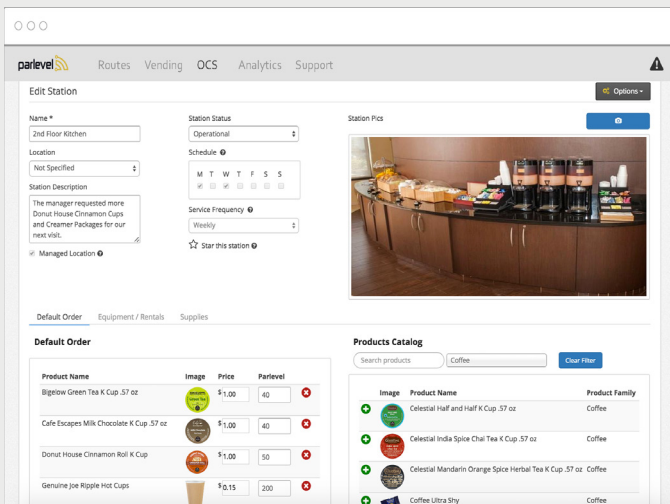 parlevel
Routes Vending OCS Analytics Support
Edit Station
Options
Name *
2nd Floor Kitchen
Location
Not Specified
Station Description
The manager requested more
Donut House Cinnamon Cups
and Creamer Packages for our
next visit.
Managed Location
Station Status
Operational
Schedule
M T W T F S S
Service Frequency
Weekly
Star this station
Station Pics
Default Order Equipment / Rentals Supplies
Default Order
Product Name Image Price Parlevel
Bigelow Green Tea K Cup .57 oz $ 1.00 40
Cafe Escapes Milk Chocolate K Cup .57 oz $ 1.00 40
Donut House Cinnamon Roll K Cup $ 1.00 50
Genuine Joe Ripple Hot Cups $ 0.15 200
Products Catalog
Search products Coffee Clear Filter
Image Product Name Product Family
Celestial Half and Half K Cup .57 oz Coffee
Celestial India Spice Chai Tea K Cup .57 oz Coffee
Celestial Mandarin Orange Spice Herbal Tea K Cup .57 oz Coffee
Coffee Ultra Shy Coffee